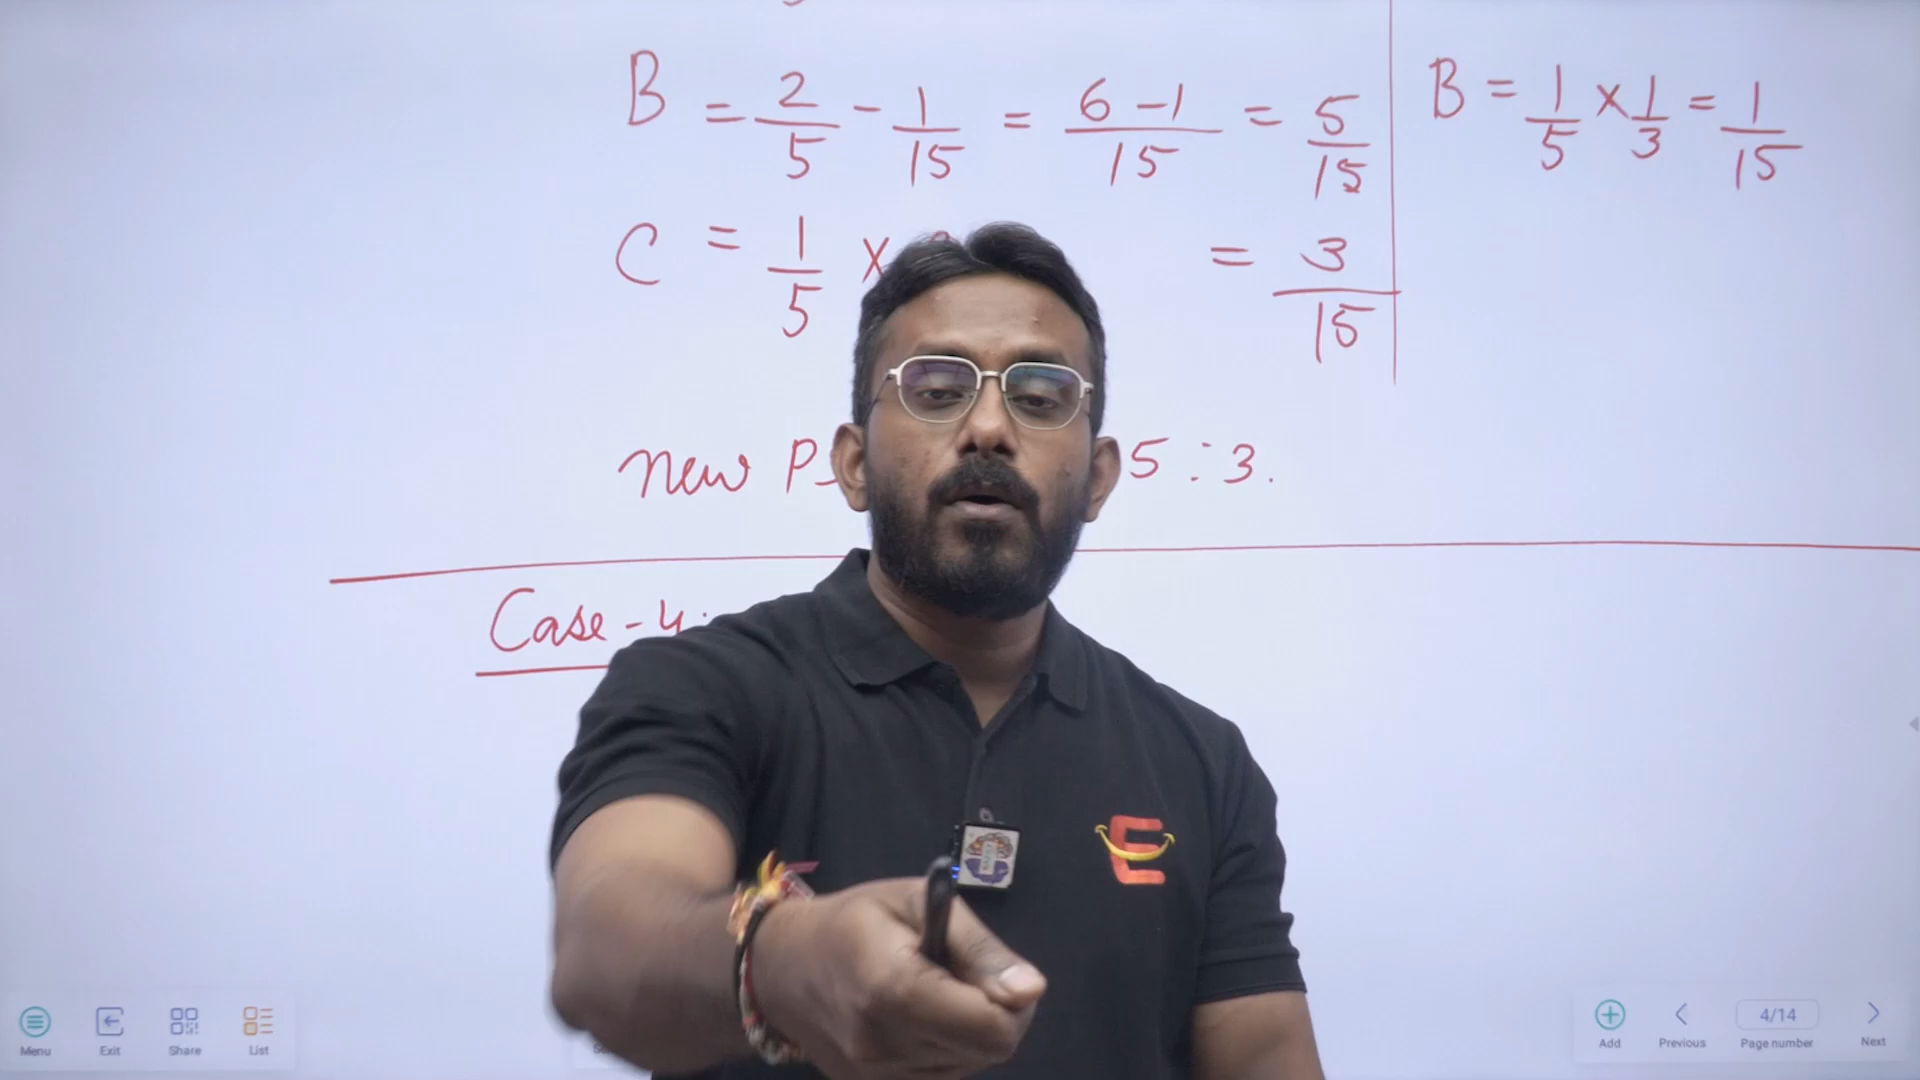 B = 2/5 - 1/15 = 6-1/15 = 5/15
B = 1/5 × 1/3 = 1/15
C = 1/5 × = 3/15
new 5 : 3.
Case-4:
E
Menu Exit Share List
Add Previous 4/14 Page number Next